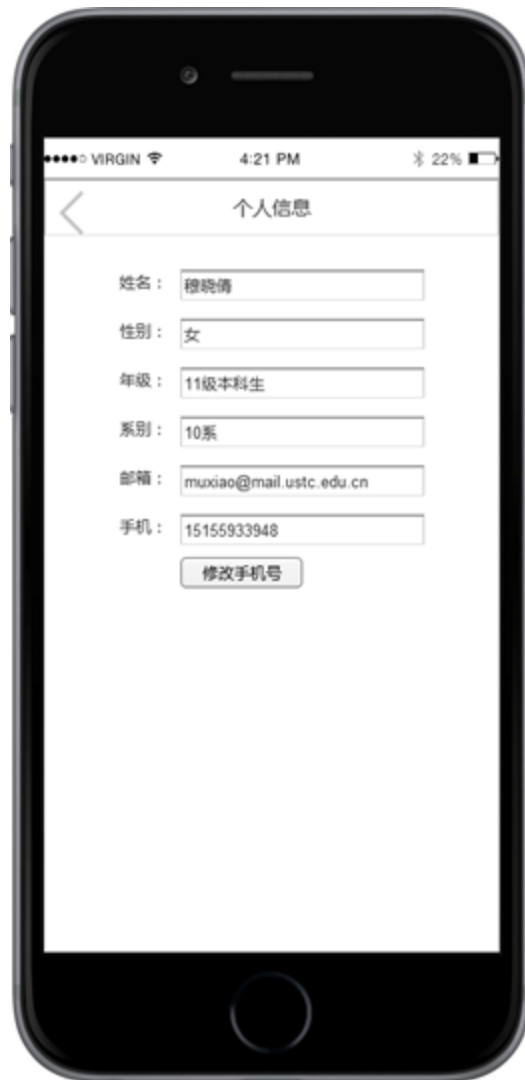 VIRGIN 4:21 PM 22%
个人信息
姓名： 穆晓倩
性别： 女
年级： 11级本科生
系别： 10系
邮箱： muxiao@mail.ustc.edu.cn
手机： 15155933948
修改手机号